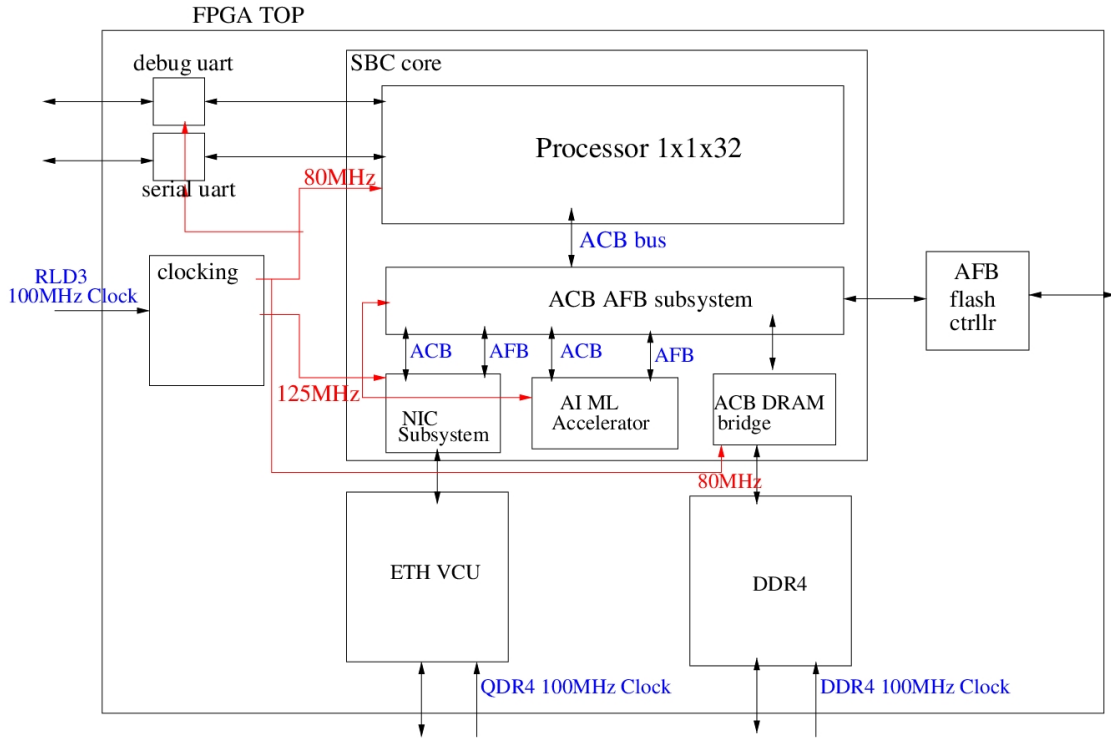 FPGA TOP
debug uart
SBC core
Processor 1x1x32
serial uart
80MHz
ACB bus
clocking
RLD3
100MHz Clock
ACB AFB subsystem
AFB
flash
ctrllr
ACB
AFB
ACB
AFB
125MHz
NIC
Subsystem
AI ML
Accelerator
ACB DRAM
bridge
80MHz
ETH VCU
DDR4
QDR4 100MHz Clock
DDR4 100MHz Clock